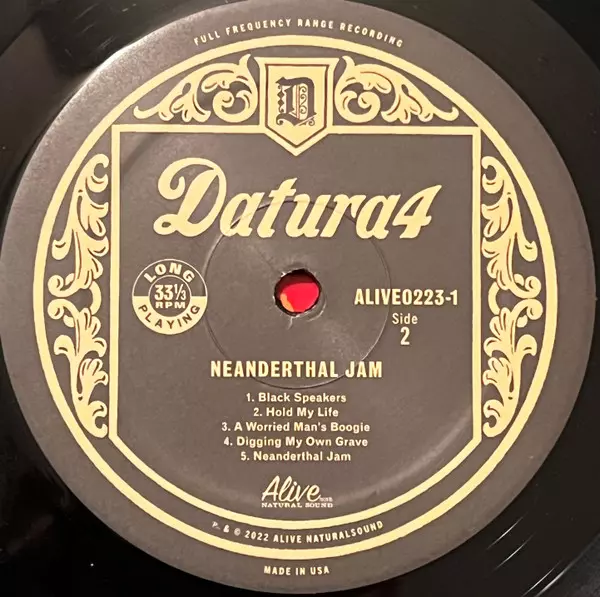 FULL FREQUENCY RANGE RECORDING
D
Datura4
LONG
33⅓
RPM
PLAYING
ALIVE0223-1
Side
2
NEANDERTHAL JAM
1. Black Speakers
2. Hold My Life
3. A Worried Man's Boogie
4. Digging My Own Grave
5. Neanderthal Jam
Alive
NATURAL SOUND
P. & © 2022 ALIVE NATURALSOUND
MADE IN USA